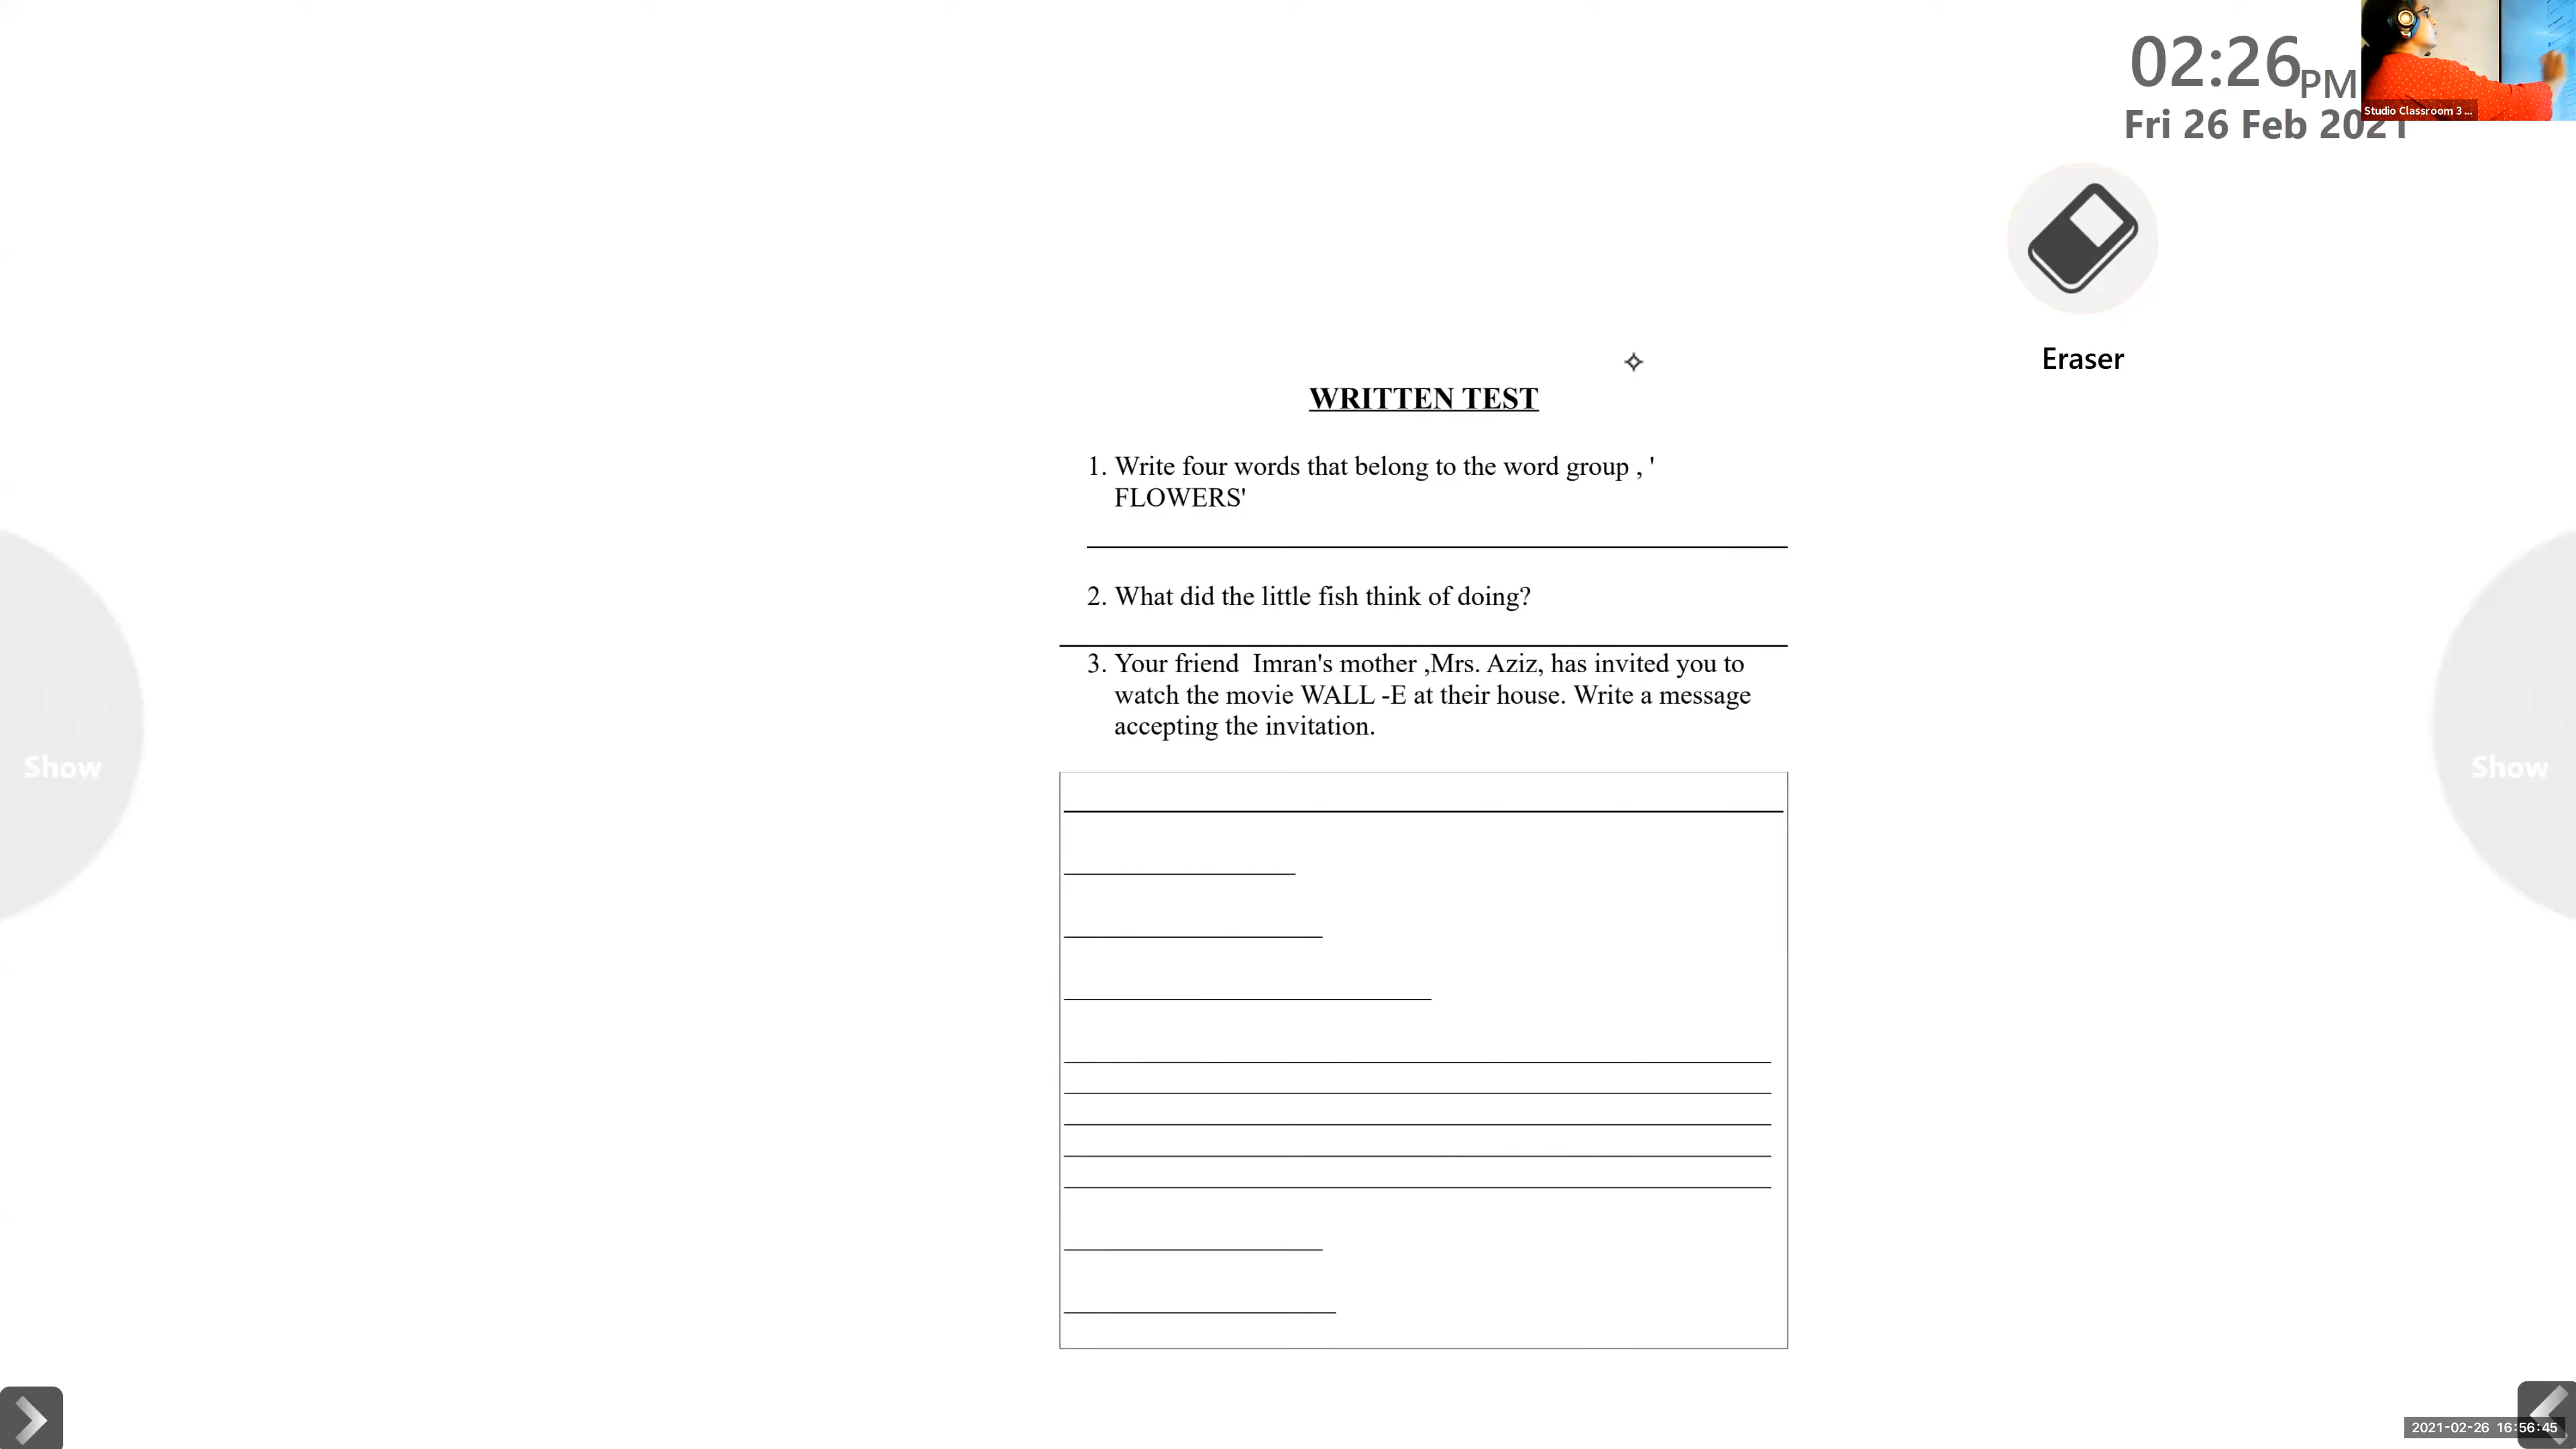 02:26 PM
Fri 26 Feb 2021
Studio Classroom 3 ...
Eraser
WRITTEN TEST
1. Write four words that belong to the word group , '
FLOWERS'
2. What did the little fish think of doing?
3. Your friend  Imran's mother ,Mrs. Aziz, has invited you to
watch the movie WALL -E at their house. Write a message
accepting the invitation.
Show
Show
2021-02-26 16:56:45